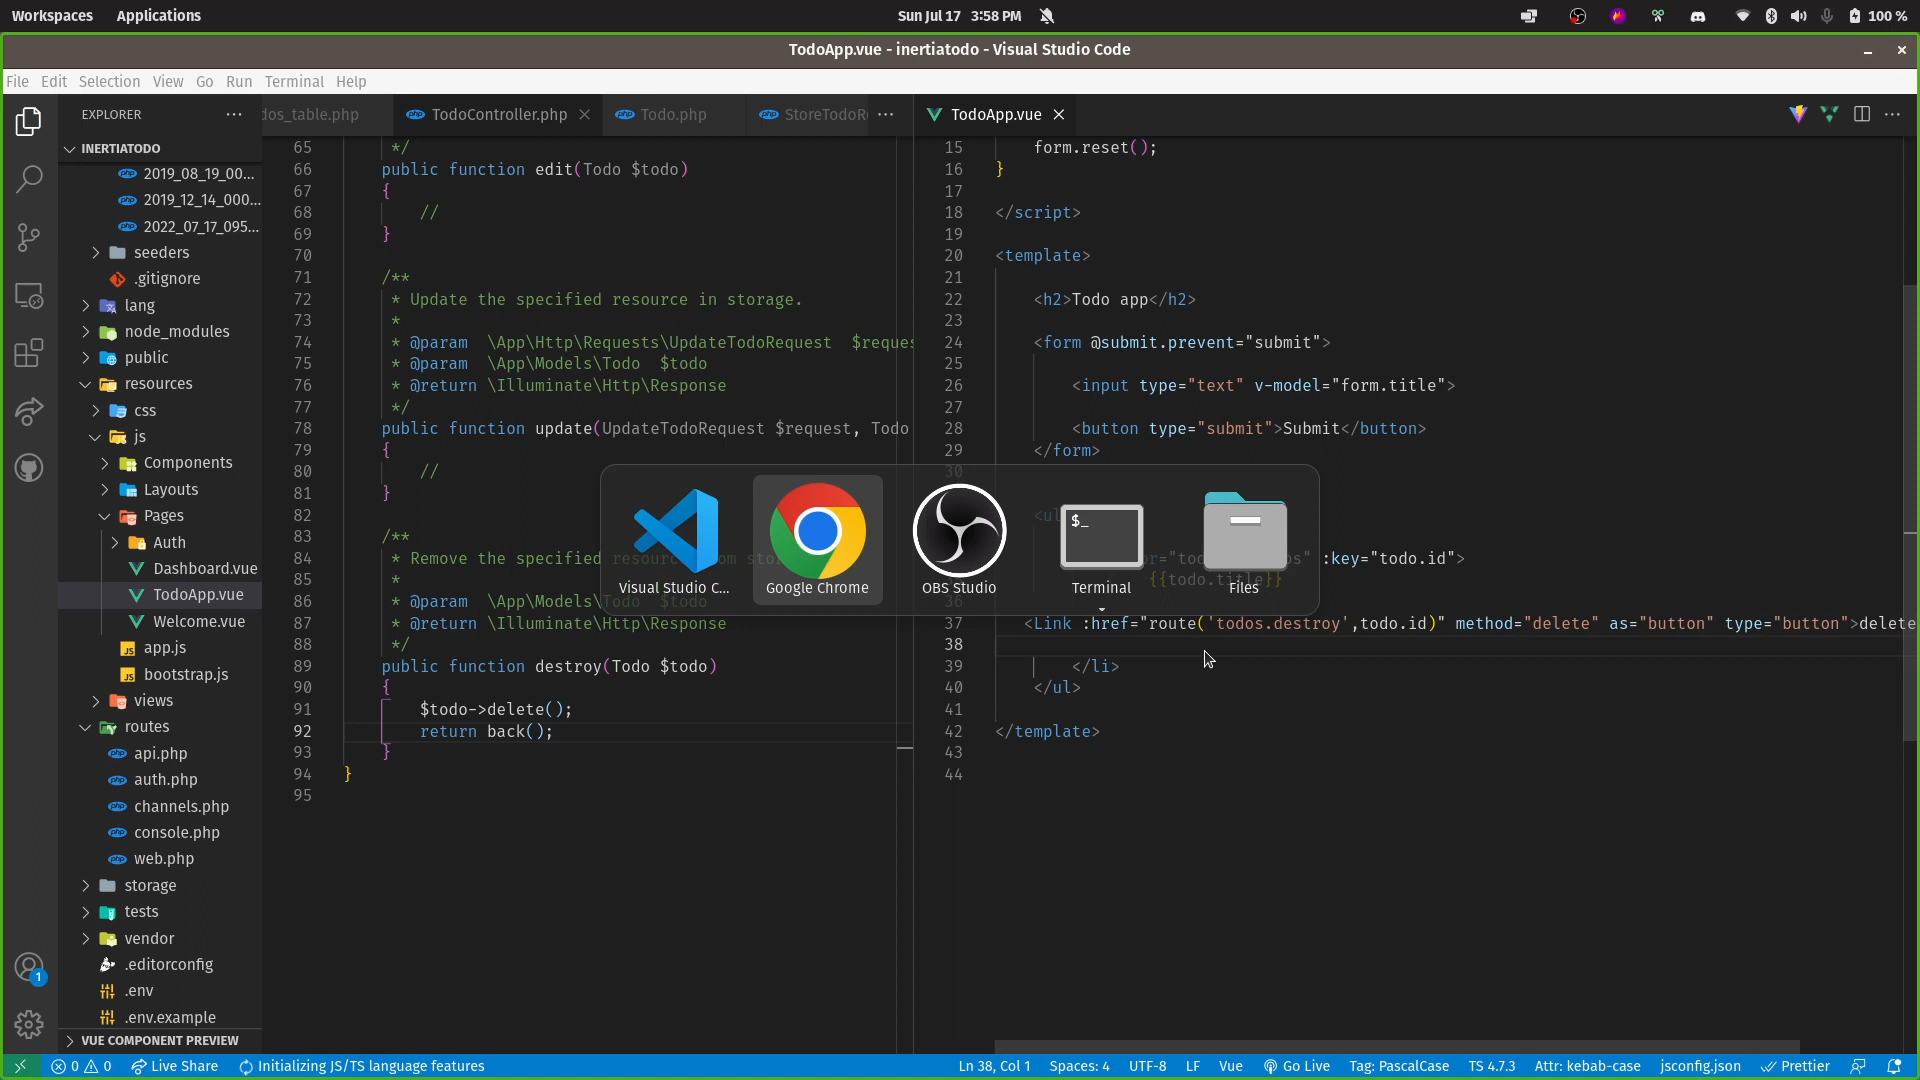 Workspaces Applications Sun Jul 17 3:58 PM 100 %
TodoApp.vue - inertiatodo - Visual Studio Code
File Edit Selection View Go Run Terminal Help
EXPLORER
INERTIATODO
2019_08_19_00...
2019_12_14_000...
2022_07_17_095...
seeders
.gitignore
lang
node_modules
public
resources
css
js
Components
Layouts
Pages
Auth
Dashboard.vue
TodoApp.vue
Welcome.vue
app.js
bootstrap.js
views
routes
api.php
auth.php
channels.php
console.php
web.php
storage
tests
vendor
.editorconfig
.env
.env.example
VUE COMPONENT PREVIEW
1
dos_table.php TodoController.php Todo.php StoreTodoR
65 */
66 public function edit(Todo $todo)
67 {
68 //
69 }
70
71 /**
72 * Update the specified resource in storage.
73 *
74 * @param \App\Http\Requests\UpdateTodoRequest $reques
75 * @param \App\Models\Todo $todo
76 * @return \Illuminate\Http\Response
77 */
78 public function update(UpdateTodoRequest $request, Todo
79 {
80 //
81 }
82
83 /**
84 * Remove the specified
85 *
86 * @param \App\Models\Todo $todo
87 * @return \Illuminate\Http\Response
88 */
89 public function destroy(Todo $todo)
90 {
91 $todo->delete();
92 return back();
93 }
94 }
95
TodoApp.vue
15 form.reset();
16 }
17
18 </script>
19
20 <template>
21
22 <h2>Todo app</h2>
23
24 <form @submit.prevent="submit">
25
26 <input type="text" v-model="form.title">
27
28 <button type="submit">Submit</button>
29 </form>
30
<ul
:key="todo.id">
{{todo.title}}
36
37 <Link :href="route('todos.destroy',todo.id)" method="delete" as="button" type="button">delete
38
39 </li>
40 </ul>
41
42 </template>
43
44
$_
Visual Studio C... Google Chrome OBS Studio Terminal Files
0 0 Live Share Initializing JS/TS language features Ln 38, Col 1 Spaces: 4 UTF-8 LF Vue Go Live Tag: PascalCase TS 4.7.3 Attr: kebab-case jsconfig.json Prettier